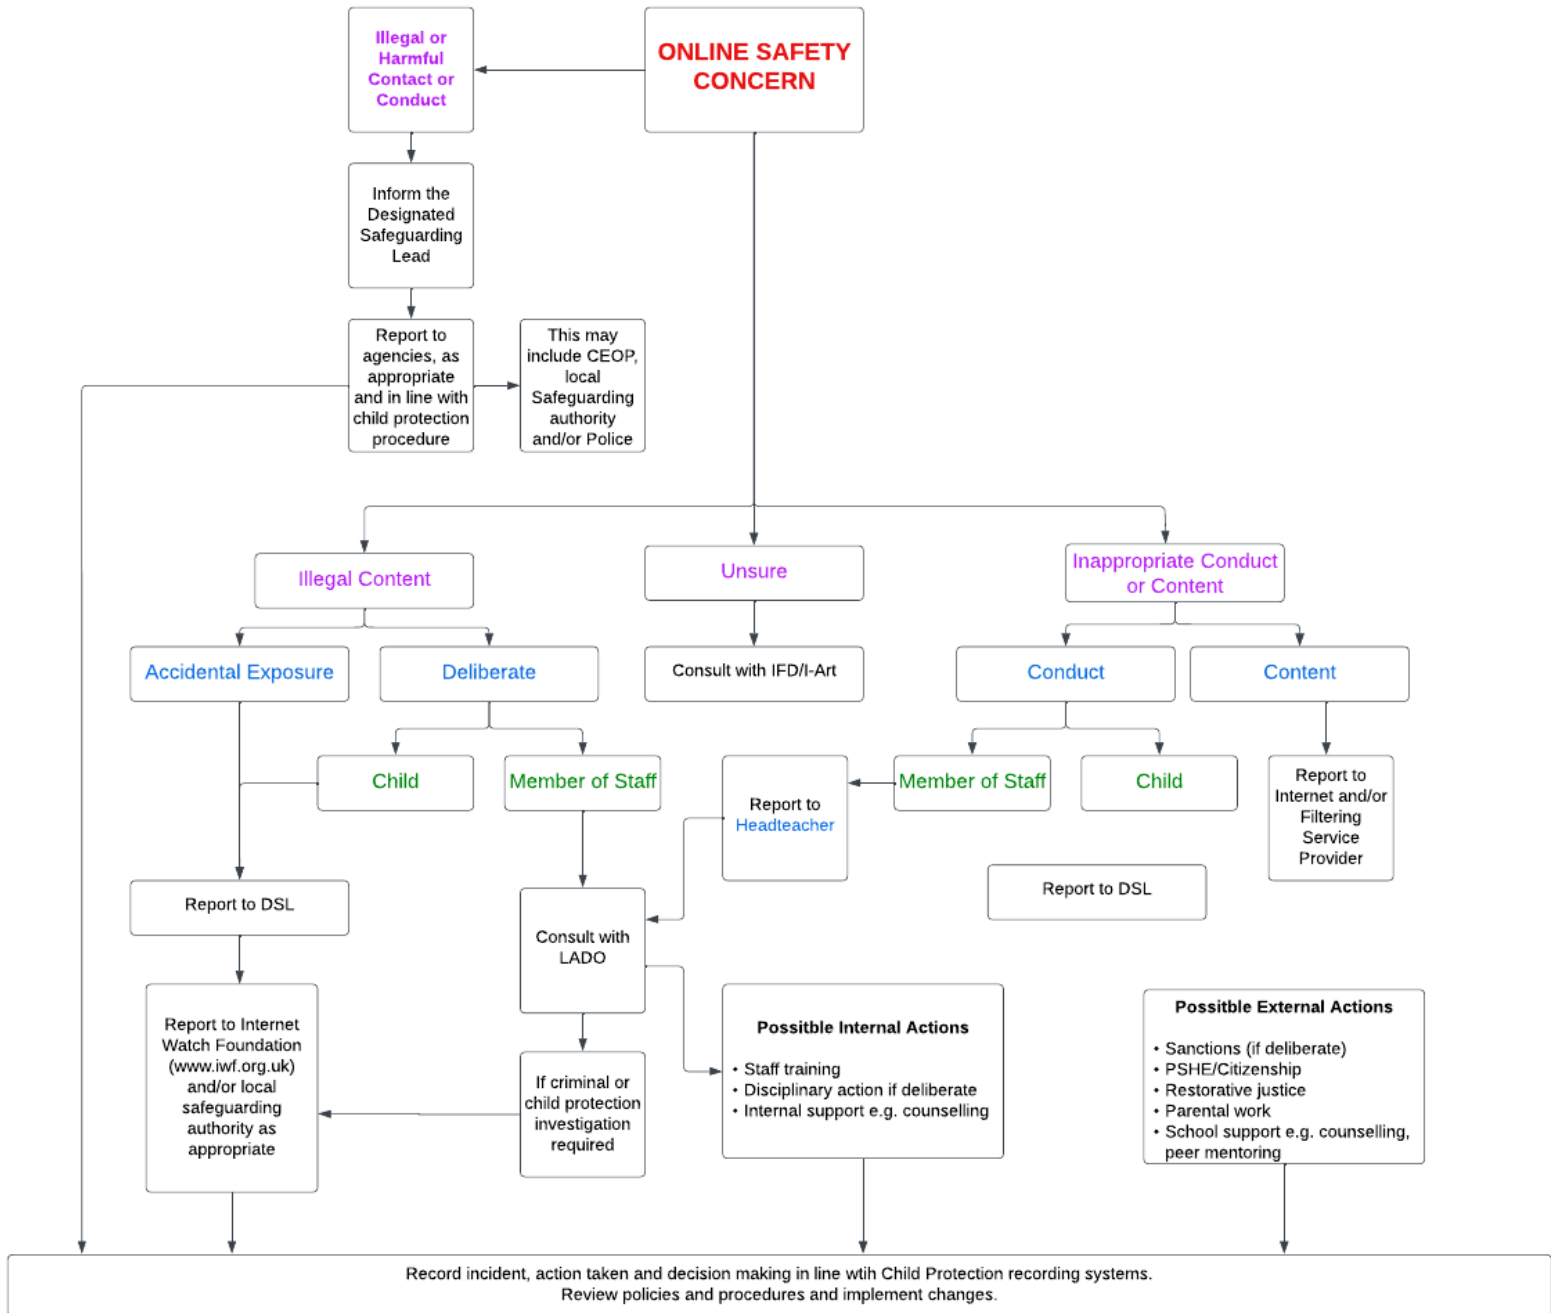 Illegal or
Harmful
Contact or
Conduct
ONLINE SAFETY
CONCERN
Inform the
Designated
Safeguarding
Lead
Report to
agencies, as
appropriate
and in line with
child protection
procedure
This may
include CEOP,
local
Safeguarding
authority
and/or Police
Illegal Content
Unsure
Inappropriate Conduct
or Content
Accidental Exposure
Deliberate
Consult with IFD/I-Art
Conduct
Content
Child
Member of Staff
Report to
Headteacher
Member of Staff
Child
Report to
Internet and/or
Filtering
Service
Provider
Report to DSL
Consult with
LADO
Report to DSL
Report to Internet
Watch Foundation
(www.iwf.org.uk)
and/or local
safeguarding
authority as
appropriate
If criminal or
child protection
investigation
required
Possitble Internal Actions
• Staff training
• Disciplinary action if deliberate
• Internal support e.g. counselling
Possitble External Actions
• Sanctions (if deliberate)
• PSHE/Citizenship
• Restorative justice
• Parental work
• School support e.g. counselling,
peer mentoring
Record incident, action taken and decision making in line wtih Child Protection recording systems.
Review policies and procedures and implement changes.